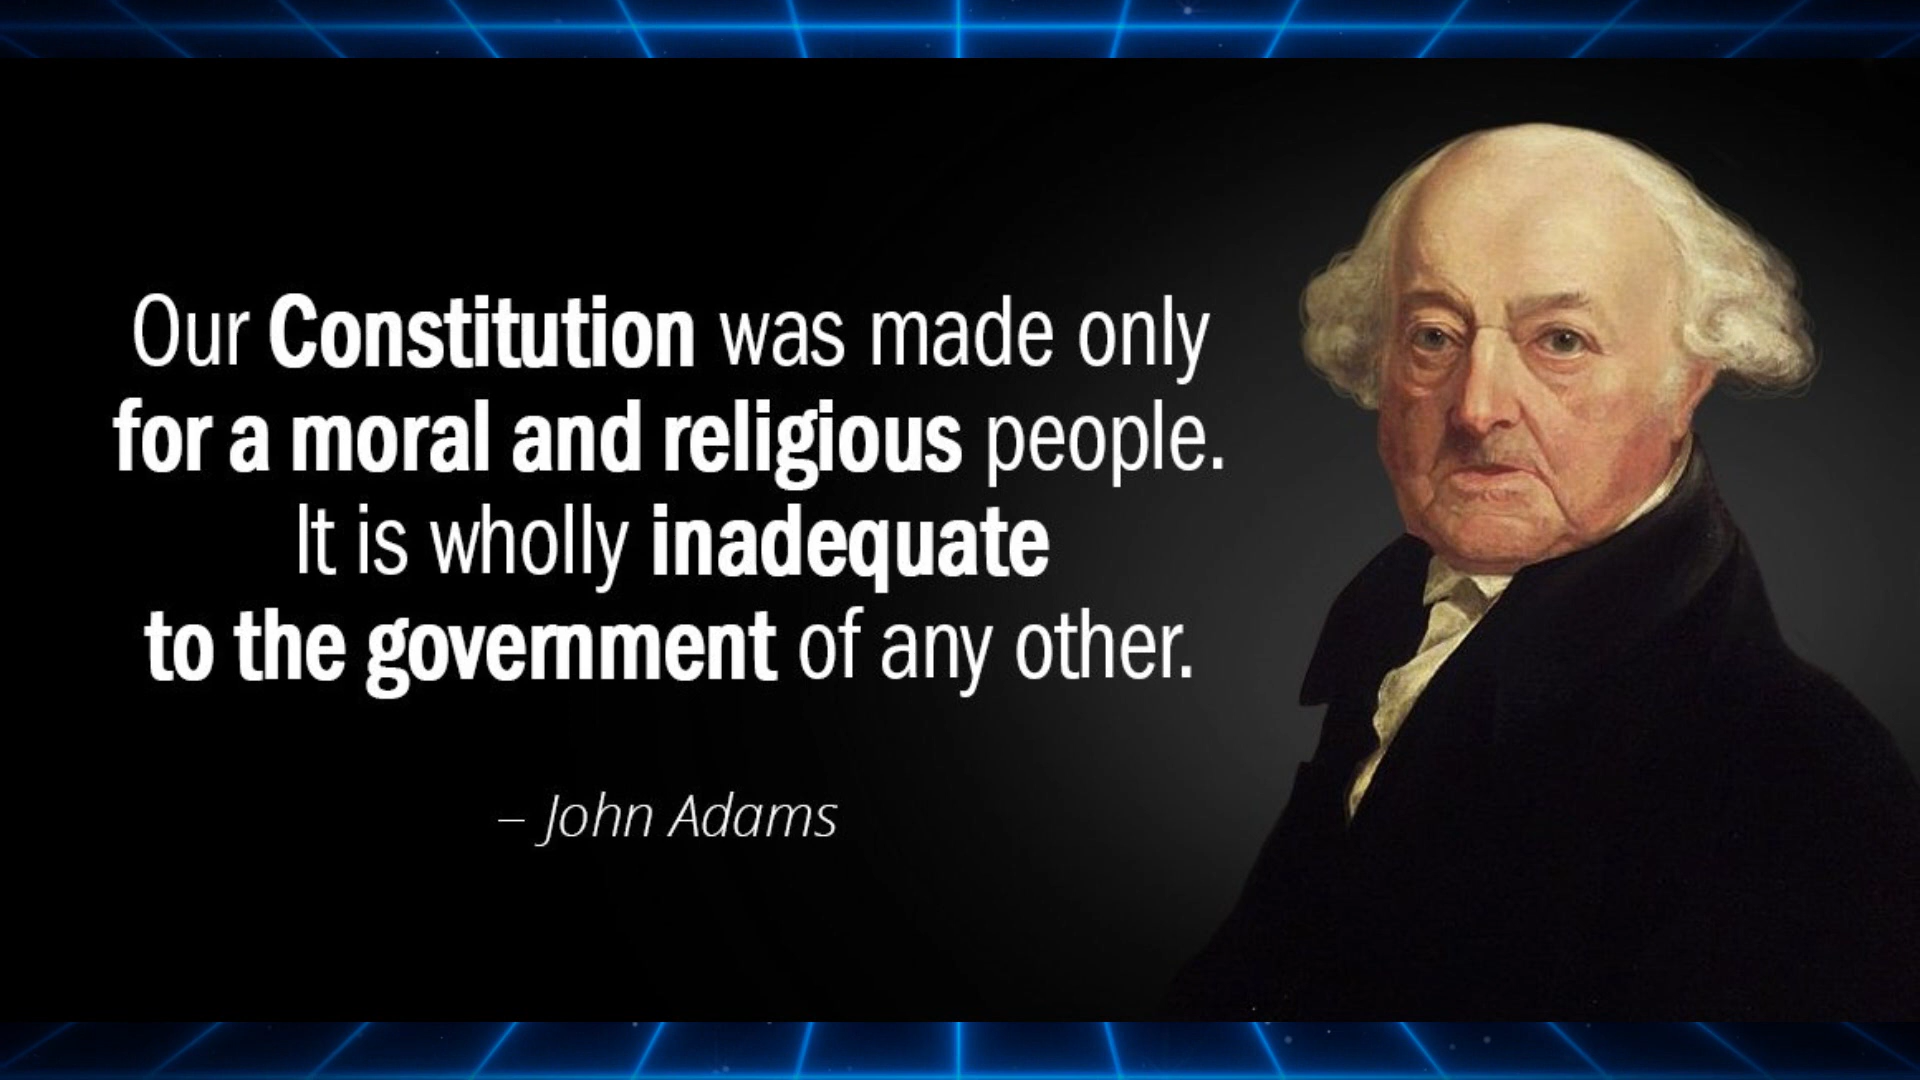 Our Constitution was made only
for a moral and religious people.
It is wholly inadequate
to the government of any other.
– John Adams